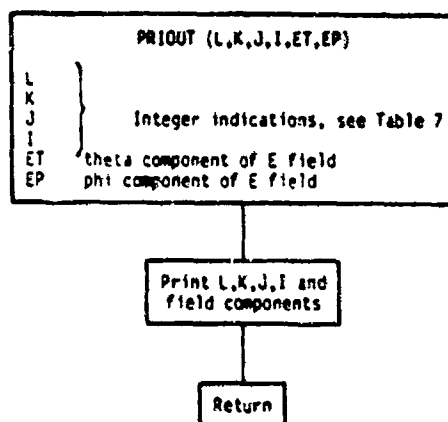 PRIOUT (L,K,J,I,ET,EP)
L
K
J
I
Integer indications, see Table 7
ET theta component of E field
EP phi component of E field
Print L,K,J,I and
field components
Return